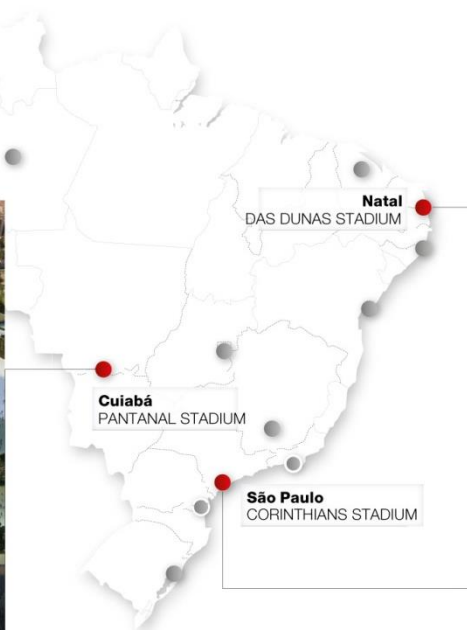 Natal
DAS DUNAS STADIUM
Cuiabá
PANTANAL STADIUM
São Paulo
CORINTHIANS STADIUM